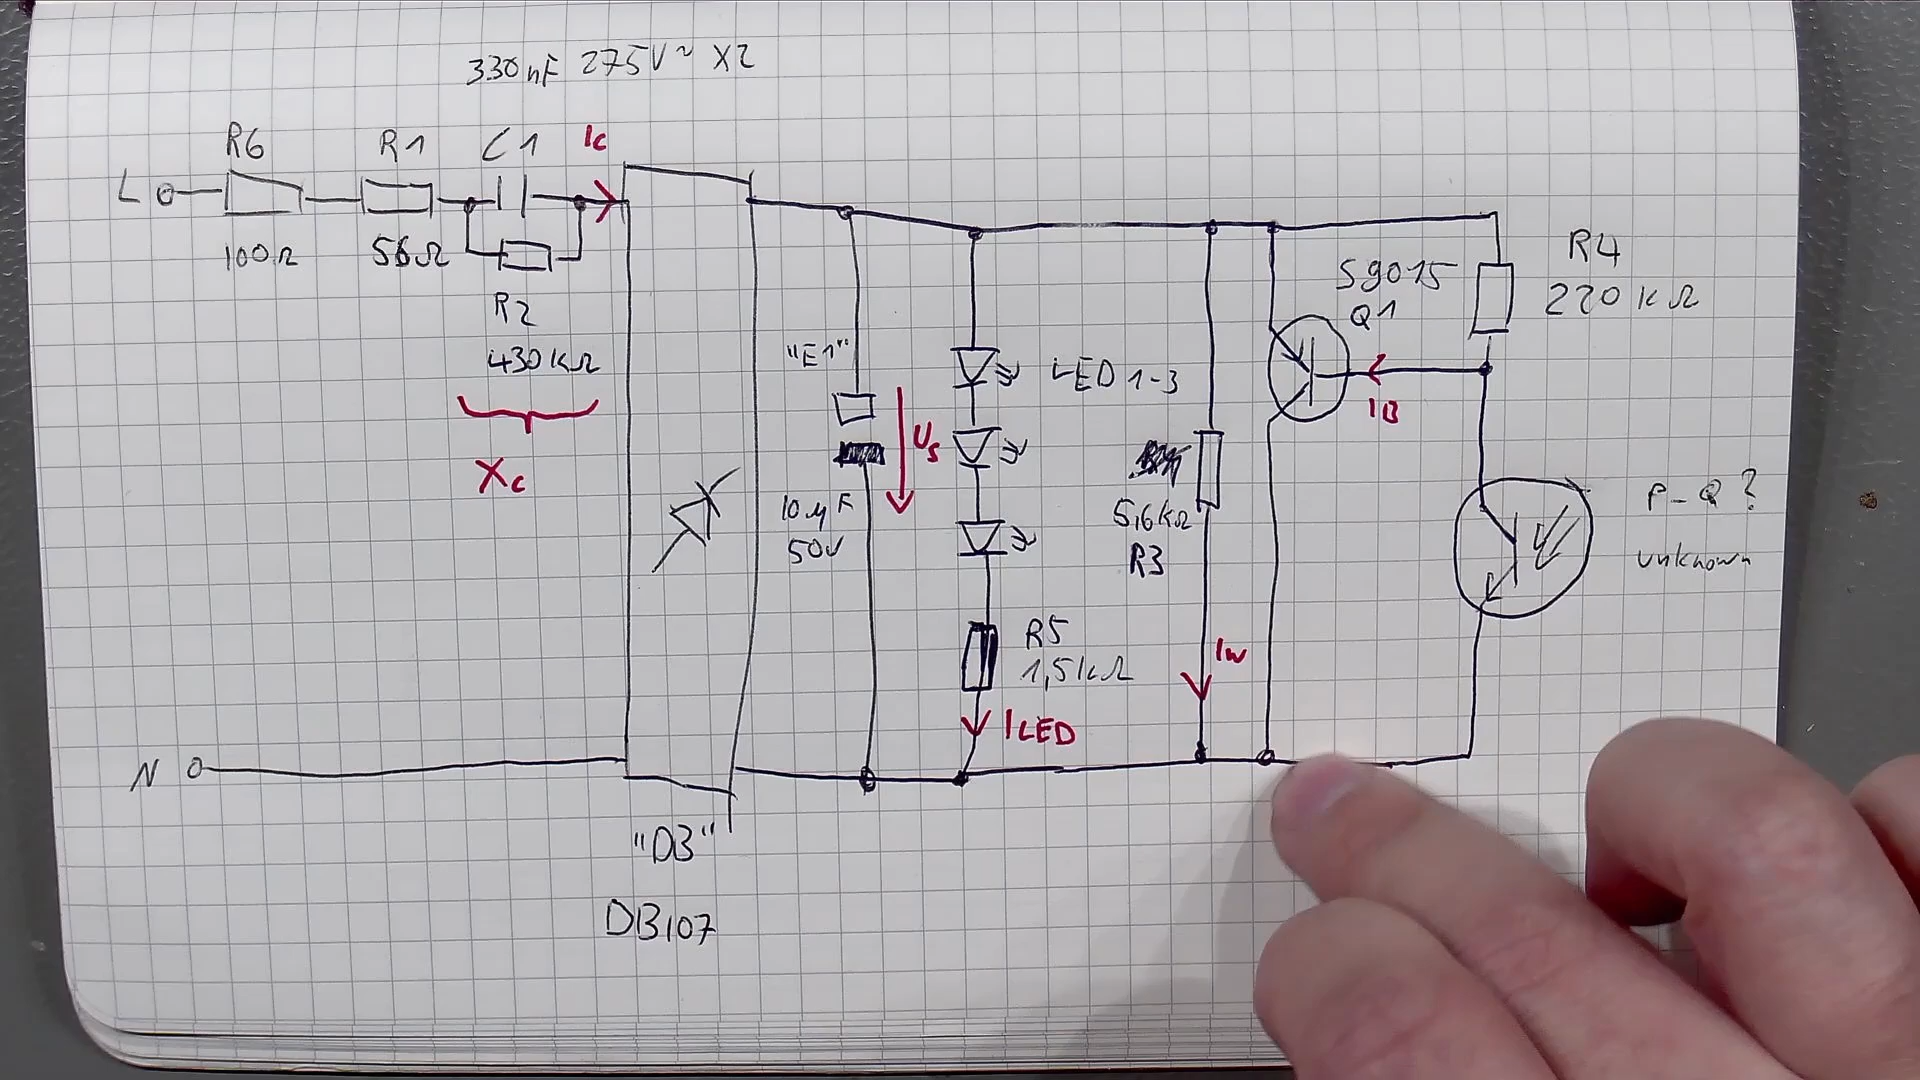 330nF 275V~ X2
R6
R1
C1
Ic
L
100Ω
56Ω
R2
430KΩ
Xc
"E1"
10µF
50V
Us
LED 1-3
S9015
Q1
R4
220KΩ
IB
5,6KΩ
R3
P-Q?
unknown
R5
1,5KΩ
ILED
Iw
N
"DB"
DB107